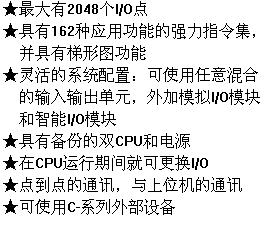 ★最大有2048个I/O点
★具有162种应用功能的强力指令集，
并具有梯形图功能
★灵活的系统配置：可使用任意混合
的输入输出单元，外加模拟I/O模块
和智能I/O模块
★具有备份的双CPU和电源
★在CPU运行期间就可更换I/O
★点到点的通讯，与上位机的通讯
★可使用C-系列外部设备